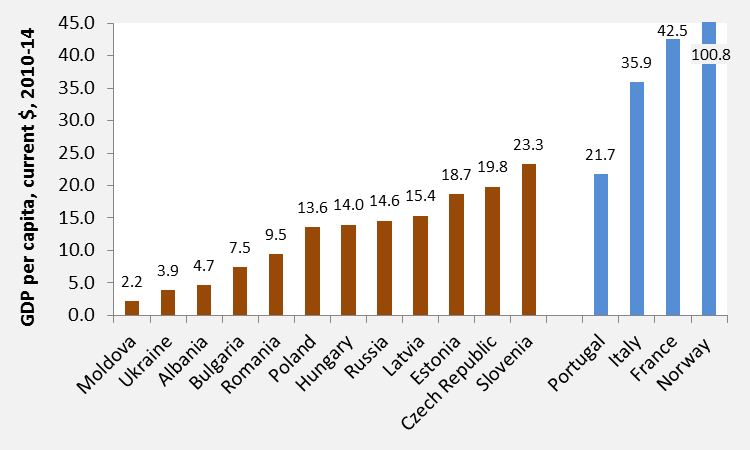 GDP per capita, current $, 2010-14
45.0
40.0
35.0
30.0
25.0
20.0
15.0
10.0
5.0
0.0
2.2
3.9
4.7
7.5
9.5
13.6
14.0
14.6
15.4
18.7
19.8
23.3
21.7
35.9
42.5
100.8
Moldova
Ukraine
Albania
Bulgaria
Romania
Poland
Hungary
Russia
Latvia
Estonia
Czech Republic
Slovenia
Portugal
Italy
France
Norway